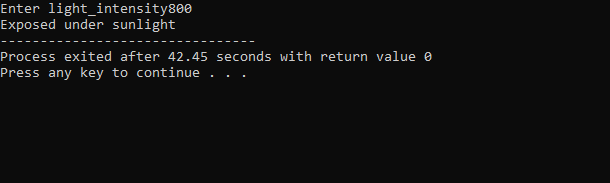 Enter light_intensity800
Exposed under sunlight
--------------------------------
Process exited after 42.45 seconds with return value 0
Press any key to continue . . .